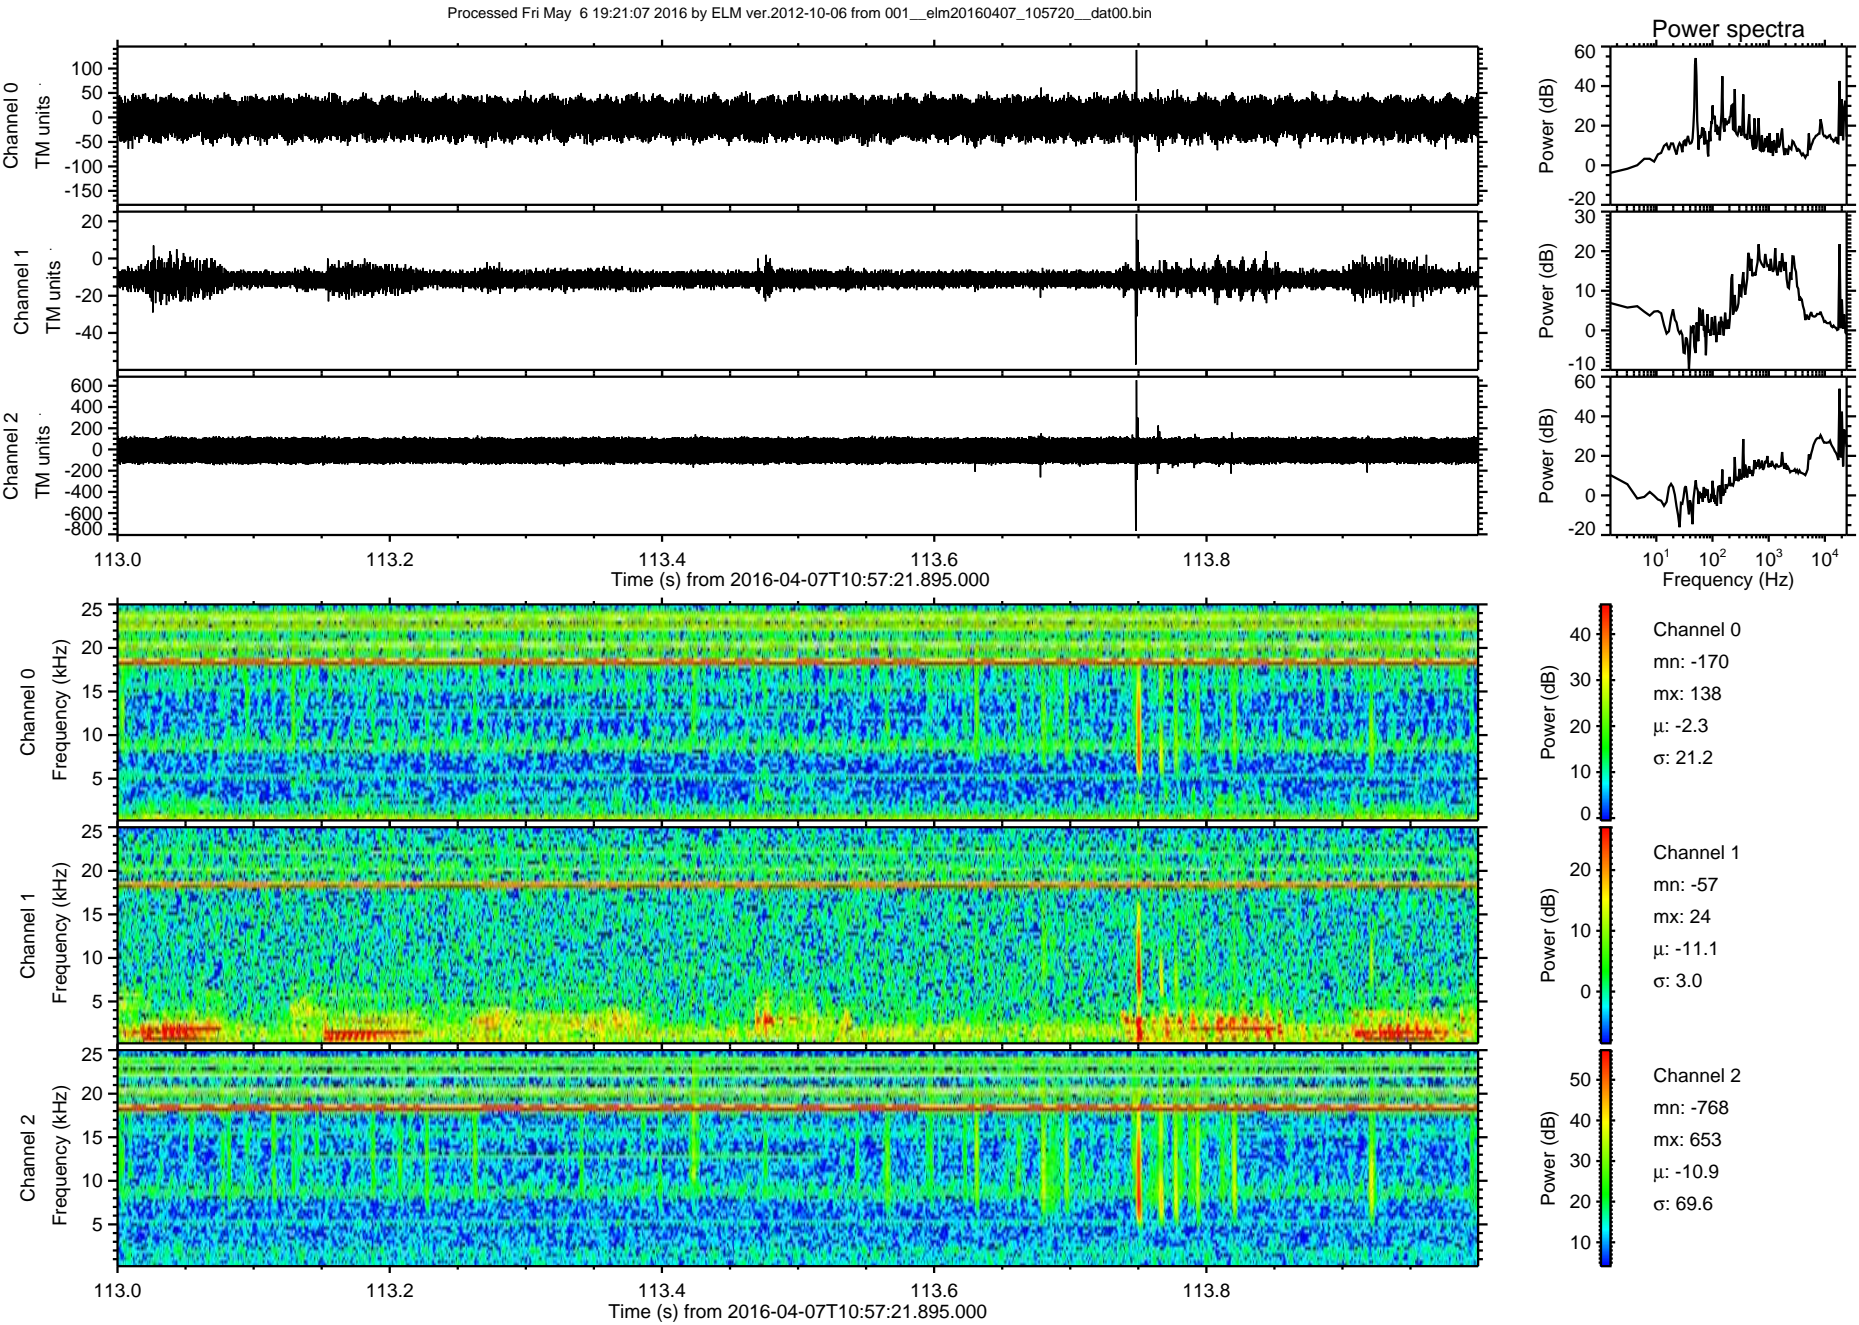 Processed Fri May  6 19:21:07 2016 by ELM ver.2012-10-06 from 001__elm20160407_105720__dat00.bin
Power spectra
Channel 0
TM units
100
50
0
-50
-100
-150
Power (dB)
60
40
20
0
-20
Channel 1
TM units
20
0
-20
-40
Power (dB)
30
20
10
0
-10
Channel 2
TM units
600
400
200
0
-200
-400
-600
-800
Power (dB)
60
40
20
0
-20
113.0 113.2 113.4 113.6 113.8
Time (s) from 2016-04-07T10:57:21.895.000
10^1 10^2 10^3 10^4
Frequency (Hz)
Channel 0
Frequency (kHz)
25
20
15
10
5
Power (dB)
40
30
20
10
0
Channel 0
mn: -170
mx: 138
μ: -2.3
σ: 21.2
Channel 1
Frequency (kHz)
25
20
15
10
5
Power (dB)
20
10
0
Channel 1
mn: -57
mx: 24
μ: -11.1
σ: 3.0
Channel 2
Frequency (kHz)
25
20
15
10
5
Power (dB)
50
40
30
20
10
Channel 2
mn: -768
mx: 653
μ: -10.9
σ: 69.6
113.0 113.2 113.4 113.6 113.8
Time (s) from 2016-04-07T10:57:21.895.000